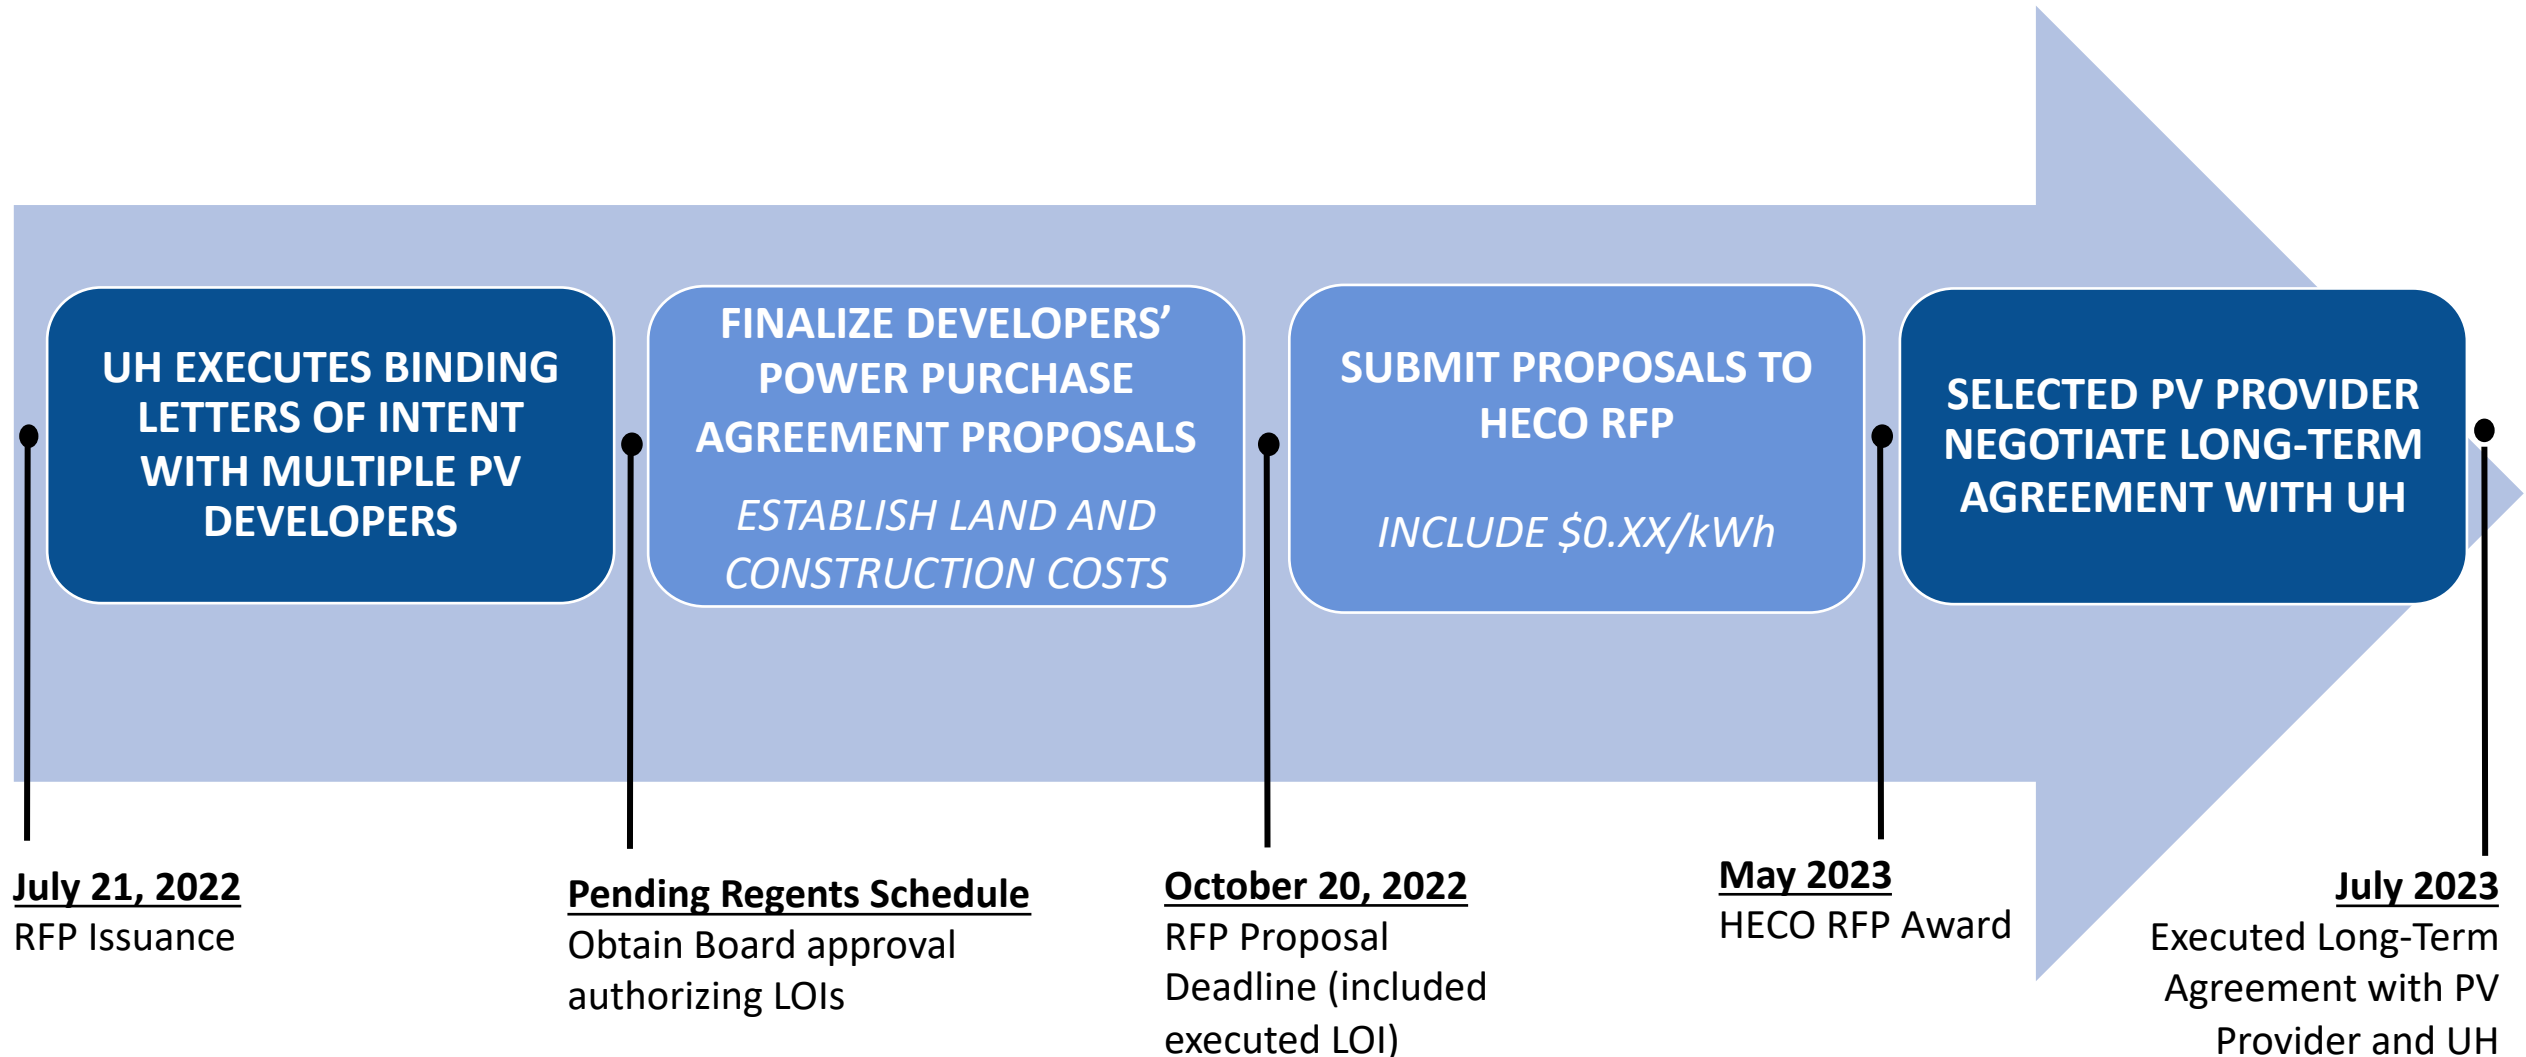 UH EXECUTES BINDING
LETTERS OF INTENT
WITH MULTIPLE PV
DEVELOPERS
FINALIZE DEVELOPERS’
POWER PURCHASE
AGREEMENT PROPOSALS
ESTABLISH LAND AND
CONSTRUCTION COSTS
SUBMIT PROPOSALS TO
HECO RFP
INCLUDE $0.XX/kWh
SELECTED PV PROVIDER
NEGOTIATE LONG-TERM
AGREEMENT WITH UH
July 21, 2022
RFP Issuance
Pending Regents Schedule
Obtain Board approval
authorizing LOIs
October 20, 2022
RFP Proposal
Deadline (included
executed LOI)
May 2023
HECO RFP Award
July 2023
Executed Long-Term
Agreement with PV
Provider and UH